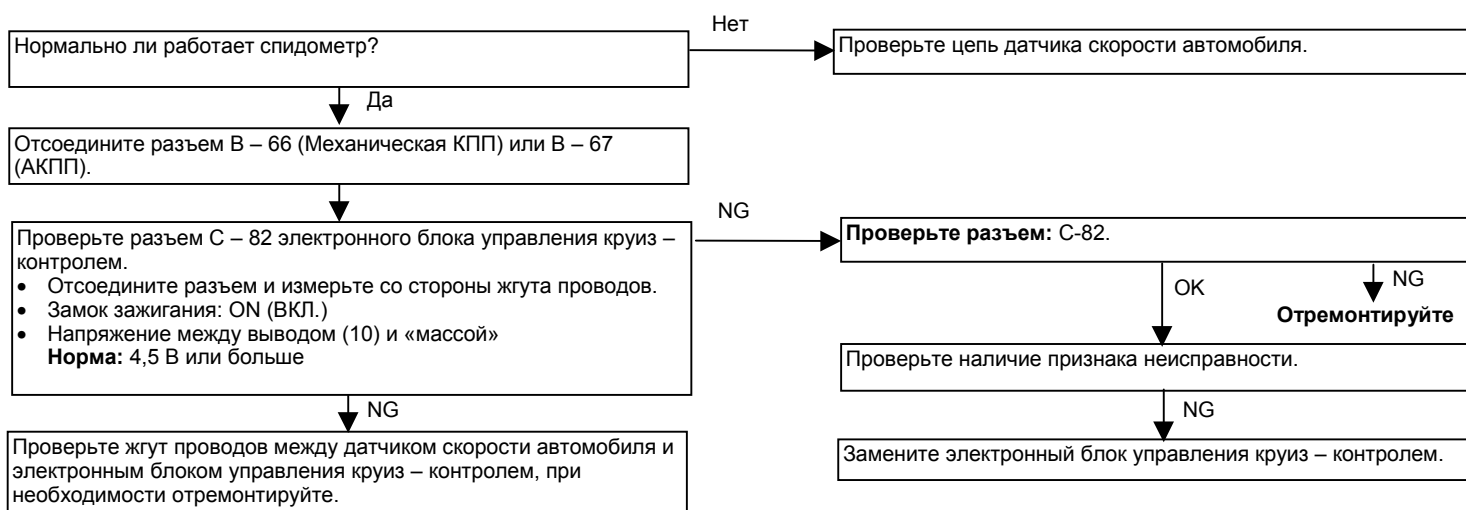 Нет
Нормально ли работает спидометр?
Проверьте цепь датчика скорости автомобиля.
Да
Отсоедините разъем В – 66 (Механическая КПП) или В – 67
(АКПП).
NG
Проверьте разъем С – 82 электронного блока управления круиз –
контролем.
• Отсоедините разъем и измерьте со стороны жгута проводов.
• Замок зажигания: ON (ВКЛ.)
• Напряжение между выводом (10) и «массой»
Норма: 4,5 В или больше
Проверьте разъем: С-82.
OK
NG
Отремонтируйте
Проверьте наличие признака неисправности.
NG
NG
Проверьте жгут проводов между датчиком скорости автомобиля и
электронным блоком управления круиз – контролем, при
необходимости отремонтируйте.
Замените электронный блок управления круиз – контролем.